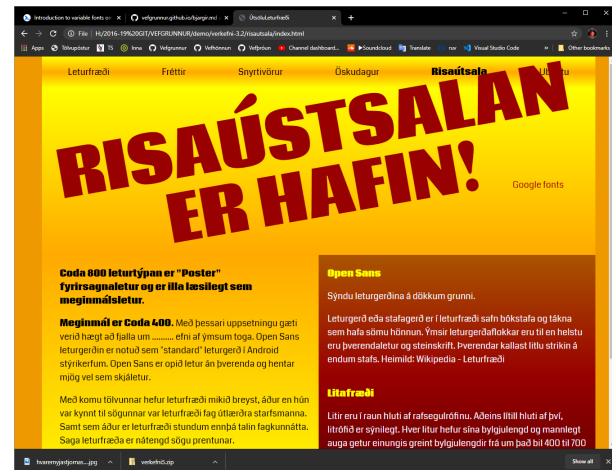 Introduction to variable fonts on
vefgrunnur.github.io/bjargir.md
ÚtsöluLeturfræði
File | H:/2016-19%20GIT/VEFGRUNNUR/demo/verkefni-3.2/risautsala/index.html
Apps Tölvupóstur TS Inna Vefgrunnur Vefhönnun Vefþróun Channel dashboard... Soundcloud Translate nav Visual Studio Code » Other bookmarks
Leturfræði Fréttir Snyrtivörur Öskudagur Risaútsala Ubuntu
RISAÚSTSALAN
ER HAFIN!
Google fonts
Coda 800 leturtýpan er "Poster"
fyrirsagnaletur og er illa læsilegt sem
meginmálsletur.
Meginmál er Coda 400. Með þessari uppsetningu gæti
verið hægt að fjalla um .......... efni af ýmsum toga. Open Sans
leturgerðin er notuð sem "standard" leturgerð í Android
stýrikerfum. Open Sans er opið letur án þverenda og hentar
mjög vel sem skjáletur.
Með komu tölvunnar hefur leturfræði mikið breyst, áður en hún
var kynnt til sögunnar var leturfræði fag útlærðra starfsmanna.
Samt sem áður er leturfræði stundum ennþá talin fagkunnátta.
Saga leturfræða er nátengd sögu prentunar.
Open Sans
Sýndu leturgerðina á dökkum grunni.
Leturgerð eða stafagerð er í leturfræði safn bókstafa og tákna
sem hafa sömu hönnun. Ýmsir leturgerðaflokkar eru til en helstu
eru þverendaletur og steinskrift. Þverendar kallast litlu strikin á
endum stafs. Heimild: Wikipedia - Leturfræði
Litafræði
Litir eru í raun hluti af rafsegulrófinu. Aðeins lítill hluti af því,
litrófið er sýnilegt. Hver litur hefur sína bylgjulengd og mannlegt
auga getur einungis greint bylgjulengdir frá um það bil 400 til 700
hvaremyjastjornas....jpg verkefni5.zip Show all